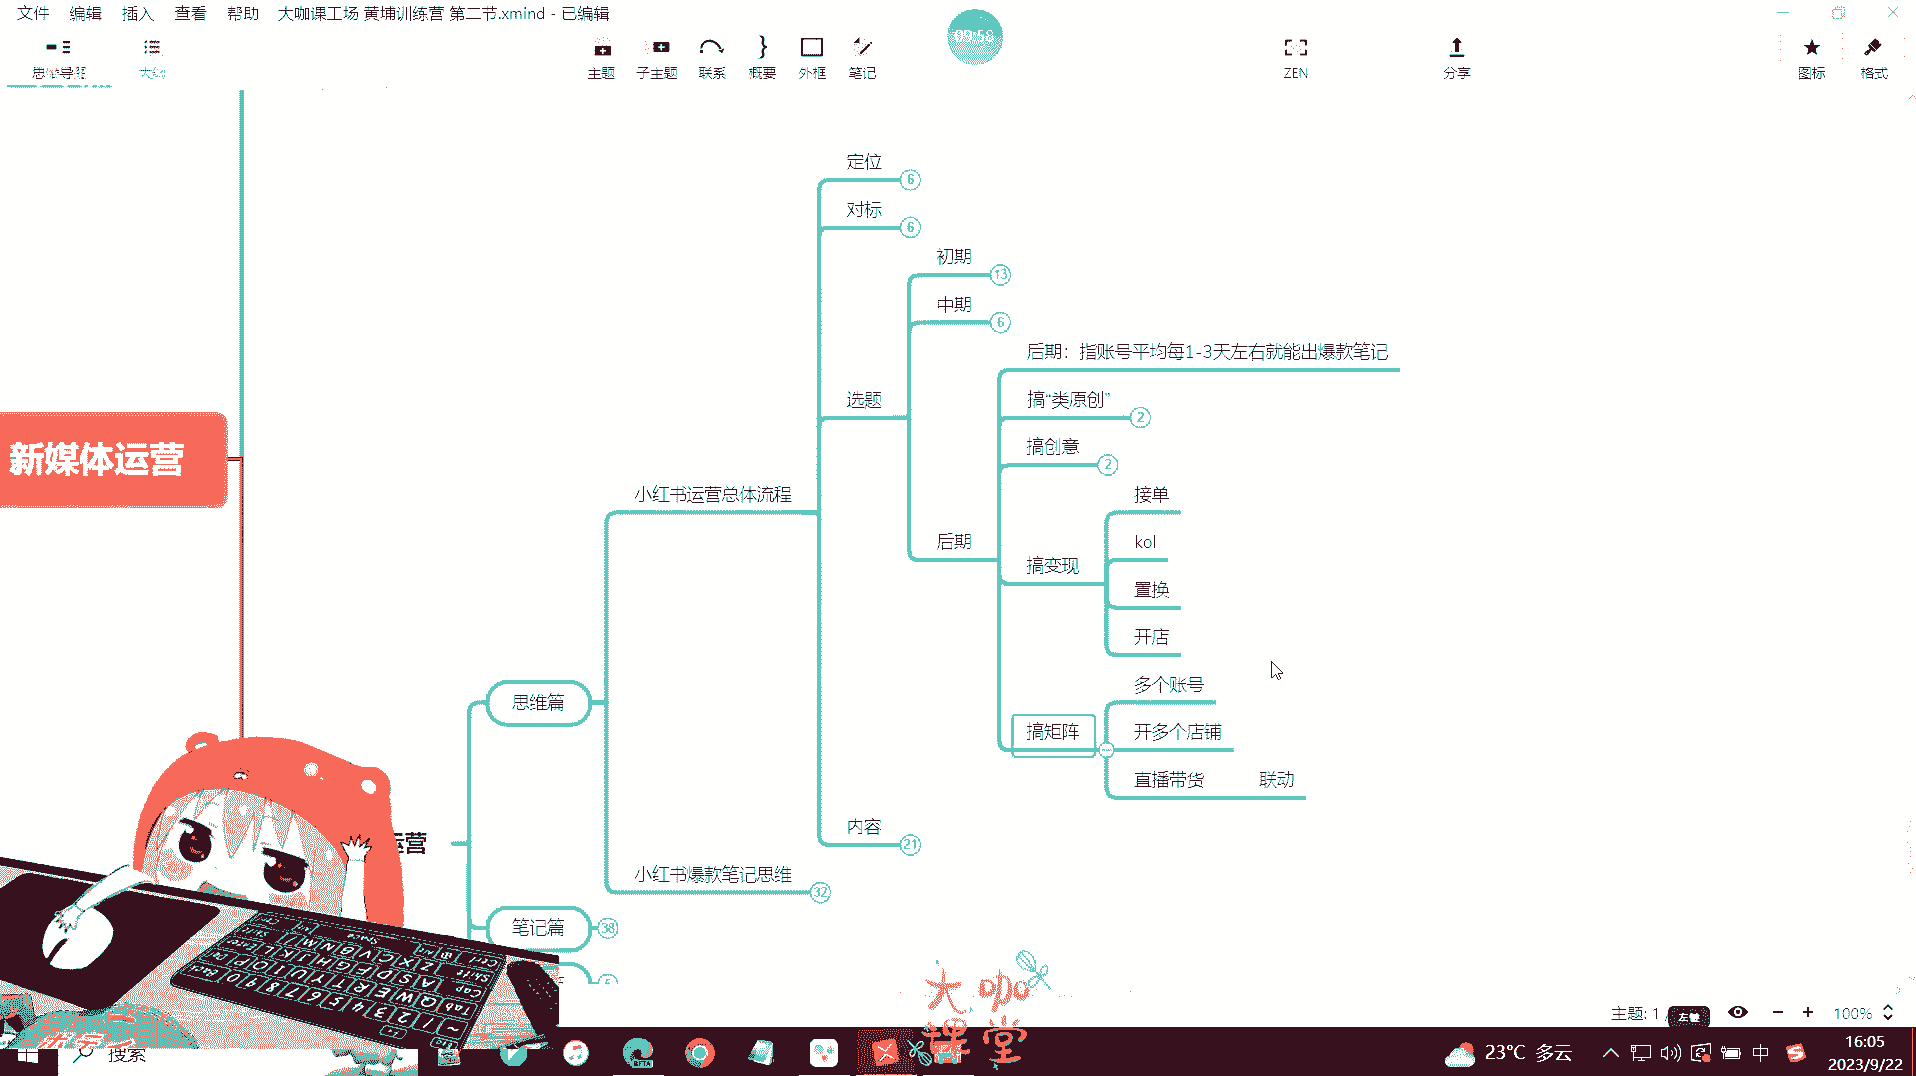 文件 编辑 插入 查看 帮助 大咖课工场 黄埔训练营 第二节.xmind - 已编辑
09:58
思维导图 大纲 主题 子主题 联系 概要 外框 笔记 ZEN 分享 图标 格式
定位 6
对标 6
初期 13
中期 6
后期：指账号平均每1-3天左右就能出爆款笔记
选题
搞“类原创” 2
搞创意 2
新媒体运营
小红书运营总体流程
接单
后期
kol
搞变现
置换
开店
多个账号
思维篇
搞矩阵
开多个店铺
直播带货 联动
内容 21
运营
小红书爆款笔记思维 32
笔记篇 38
大咖
课堂
主题: 1 100%
搜索
23°C 多云 中 16:05
2023/9/22